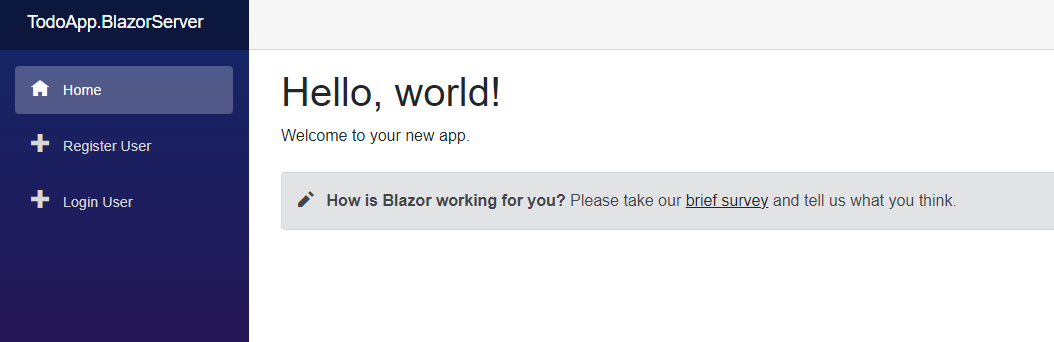 TodoApp.BlazorServer
Home
Register User
Login User
Hello, world!
Welcome to your new app.
How is Blazor working for you? Please take our brief survey and tell us what you think.